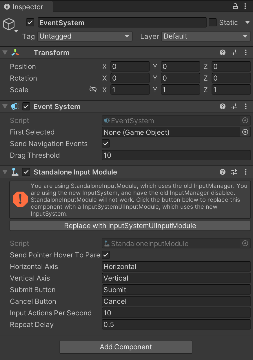 Inspector
EventSystem
Static
Tag Untagged Layer Default
Transform
Position X 0 Y 0 Z 0
Rotation X 0 Y 0 Z 0
Scale X 1 Y 1 Z 1
Event System
Script EventSystem
First Selected None (Game Object)
Send Navigation Events
Drag Threshold 10
Standalone Input Module
You are using StandaloneInputModule, which uses the old InputManager. You
are using the new InputSystem, and have the old InputManager disabled.
StandaloneInputModule will not work. Click the button below to replace this
component with a InputSystemUIInputModule, which uses the new
InputSystem.
Replace with InputSystemUIInputModule
Script StandaloneInputModule
Send Pointer Hover To Pare
Horizontal Axis Horizontal
Vertical Axis Vertical
Submit Button Submit
Cancel Button Cancel
Input Actions Per Second 10
Repeat Delay 0.5
Add Component